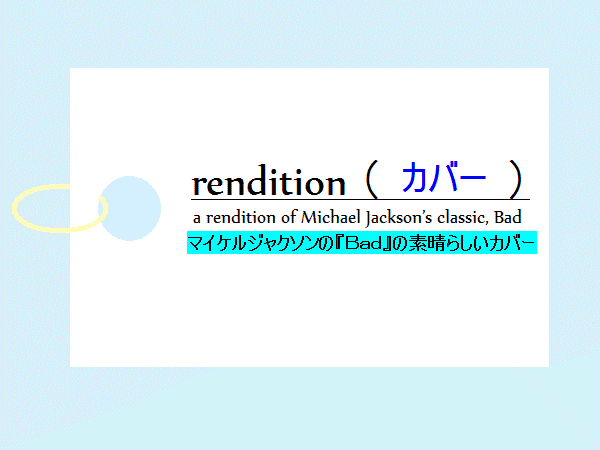 rendition ( カバー )
a rendition of Michael Jackson's classic, Bad
マイケルジャクソンの『Bad』の素晴らしいカバー